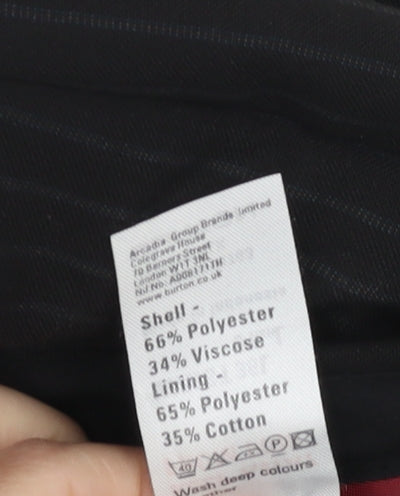 Arcadia Group Brands Limited
Colegrave House
70 Berners Street
London W1T 3NL
www.burton.co.uk
Shell -
66% Polyester
34% Viscose
Lining -
65% Polyester
35% Cotton
40 P
Wash deep colours